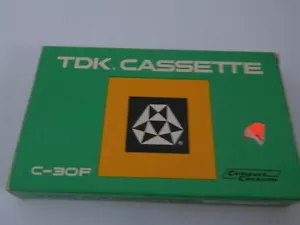 TDK. CASSETTE
C-30F
Compact
Cassette
®